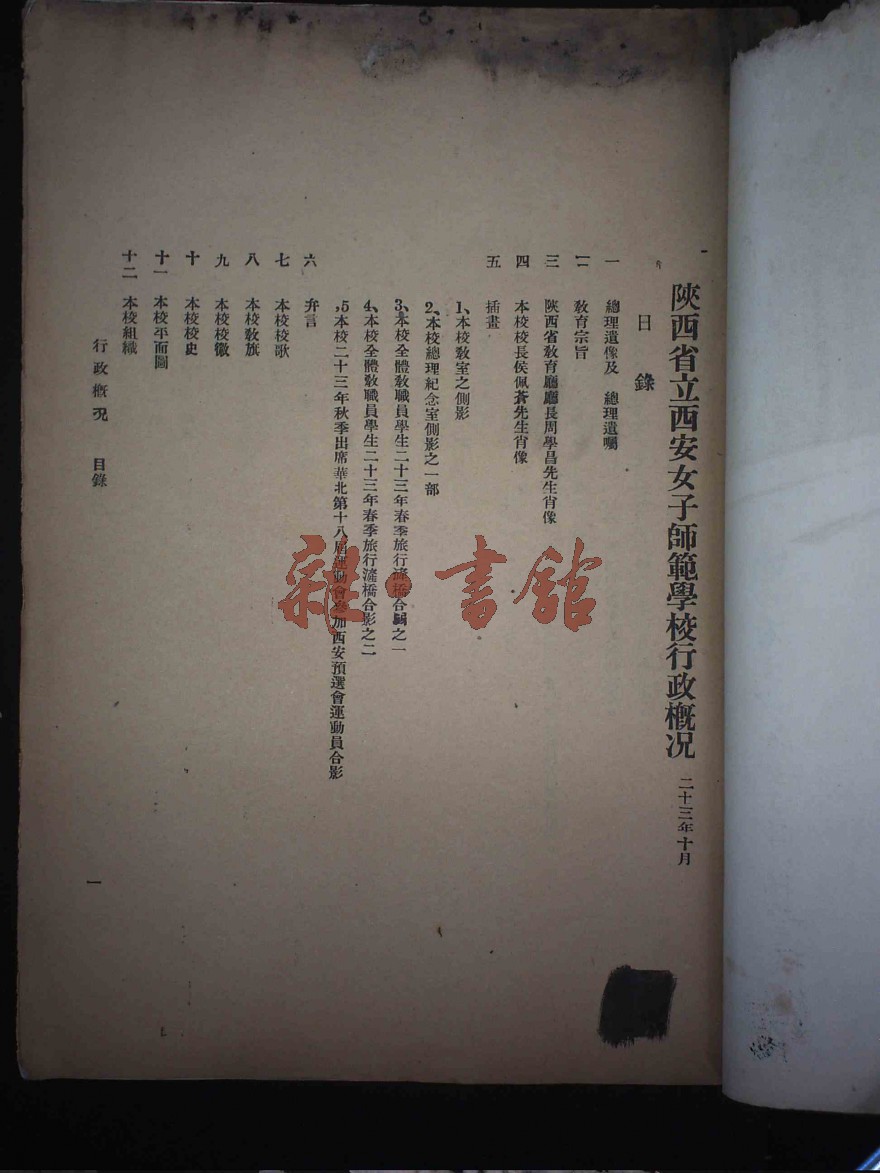 陝西省立西安女子師範學校行政概况 二十三年十月
目錄
一 總理遺像及 總理遺囑
二 教育宗旨
三 陝西省教育廳廳長周學昌先生肖像
四 本校校長侯佩蒼先生肖像
五 插畫
1、本校教室之側影
2、本校總理紀念室側影之一部
3、本校全體教職員學生二十三年春季旅行滻橋合影之一
4、本校全體教職員學生二十三年春季旅行滻橋合影之二
5,本校二十三年秋季出席華北第十八屆運動會參加西安預選會運動員合影
六 弁言
七 本校校歌
八 本校教旗
九 本校校徽
十 本校校史
十一 本校平面圖
十二 本校組織
行政概况 目錄
一
雜·書館